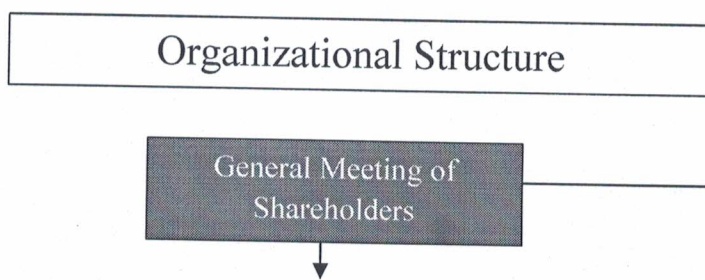 Organizational Structure
General Meeting of
Shareholders